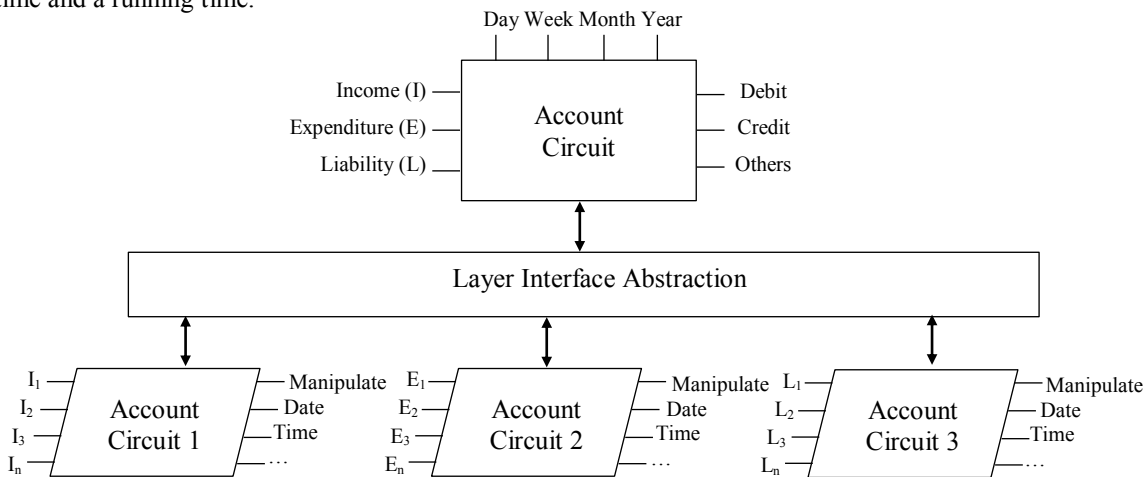 time and a running time.
Day Week Month Year
Income (I)
Expenditure (E)
Liability (L)
Account
Circuit
Debit
Credit
Others
Layer Interface Abstraction
I1
I2
I3
In
Account
Circuit 1
Manipulate
Date
Time
…
E1
E2
E3
En
Account
Circuit 2
Manipulate
Date
Time
…
L1
L2
L3
Ln
Account
Circuit 3
Manipulate
Date
Time
…